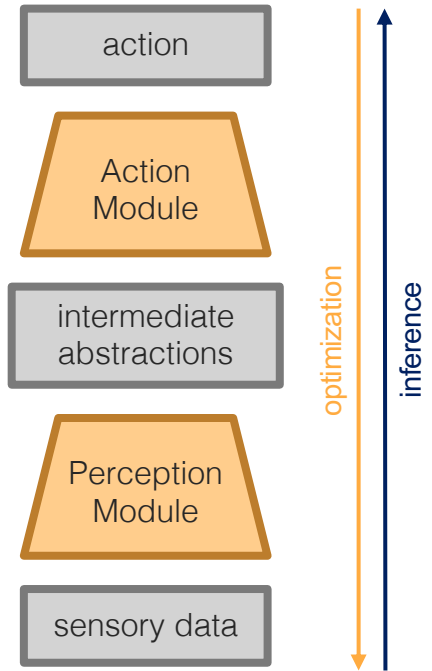 action
Action
Module
intermediate
abstractions
Perception
Module
sensory data
optimization
inference